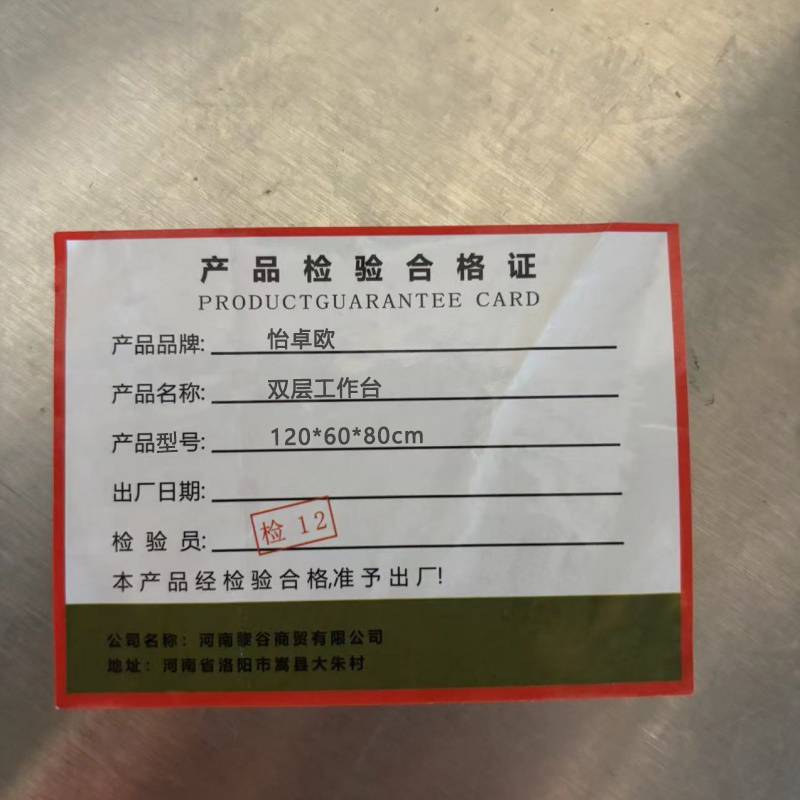 产品检验合格证
PRODUCTGUARANTEE CARD
产品品牌: 怡卓欧
产品名称: 双层工作台
产品型号: 120*60*80cm
出厂日期:
检验员: 检 12
本产品经检验合格,准予出厂!
公司名称：河南骏谷商贸有限公司
地址：河南省洛阳市嵩县大朱村